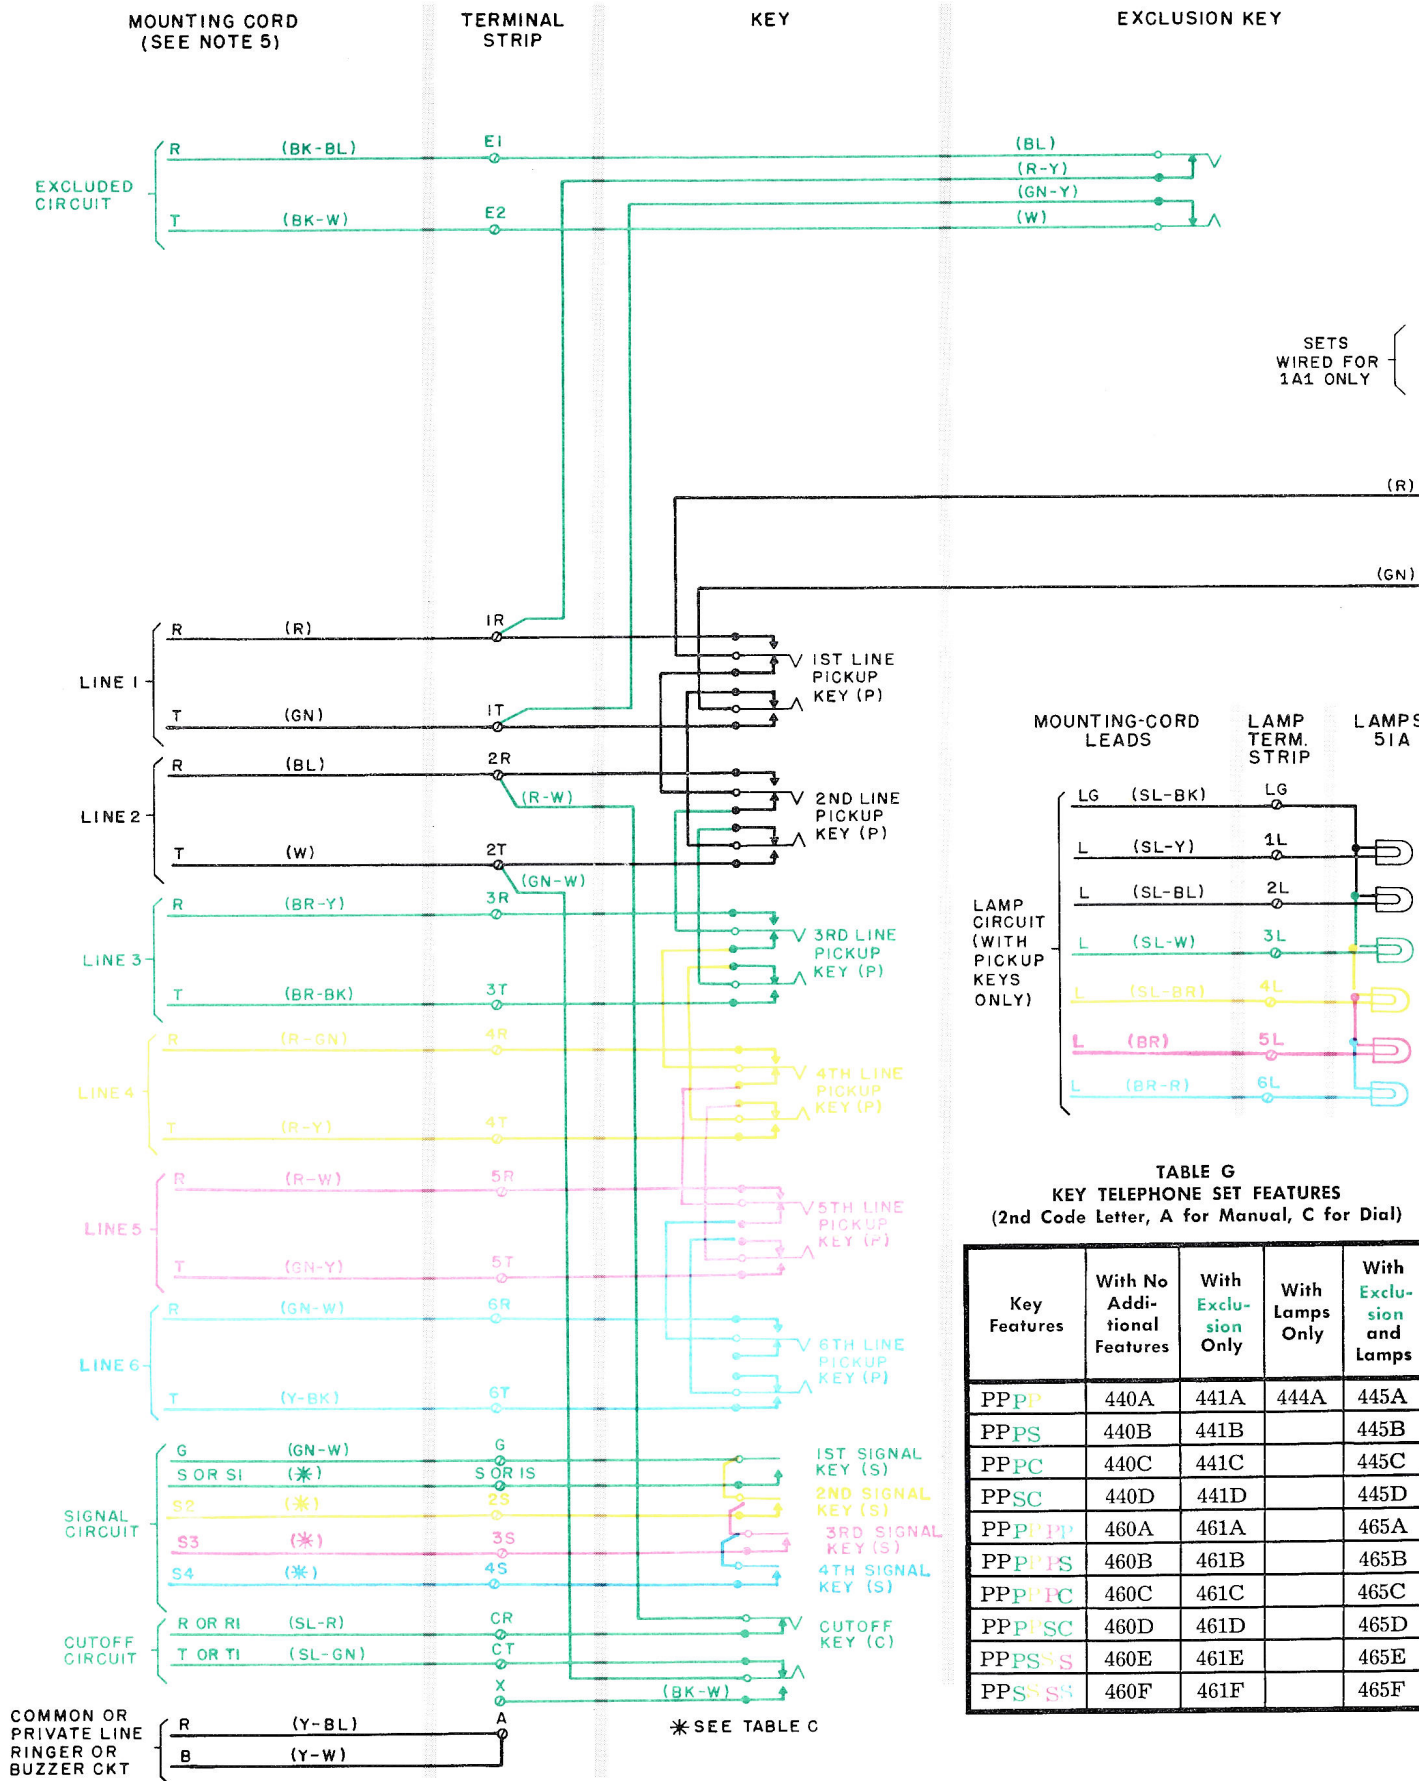 MOUNTING CORD
(SEE NOTE 5)
TERMINAL
STRIP
KEY
EXCLUSION KEY
EXCLUDED
CIRCUIT
R (BK-BL) E1 (BL)
(R-Y)
(GN-Y)
T (BK-W) E2 (W)
SETS
WIRED FOR
1A1 ONLY
(R)
(GN)
LINE 1
R (R) 1R
1ST LINE
PICKUP
KEY (P)
T (GN) 1T
LINE 2
R (BL) 2R
(R-W)
2ND LINE
PICKUP
KEY (P)
T (W) 2T
(GN-W)
LINE 3
R (BR-Y) 3R
3RD LINE
PICKUP
KEY (P)
T (BR-BK) 3T
LINE 4
R (R-GN) 4R
4TH LINE
PICKUP
KEY (P)
T (R-Y) 4T
LINE 5
R (R-W) 5R
5TH LINE
PICKUP
KEY (P)
T (GN-Y) 5T
LINE 6
R (GN-W) 6R
6TH LINE
PICKUP
KEY (P)
T (Y-BK) 6T
SIGNAL
CIRCUIT
G (GN-W) G
1ST SIGNAL
KEY (S)
S OR S1 (*) S OR 1S
S2 (*) 2S
2ND SIGNAL
KEY (S)
S3 (*) 3S
3RD SIGNAL
KEY (S)
S4 (*) 4S
4TH SIGNAL
KEY (S)
CUTOFF
CIRCUIT
R OR R1 (SL-R) CR
T OR T1 (SL-GN) CT
CUTOFF
KEY (C)
X (BK-W)
COMMON OR
PRIVATE LINE
RINGER OR
BUZZER CKT
R (Y-BL) A
B (Y-W)
* SEE TABLE C
MOUNTING-CORD
LEADS
LAMP
TERM.
STRIP
LAMPS
51A
LAMP
CIRCUIT
(WITH
PICKUP
KEYS
ONLY)
LG (SL-BK) LG
L (SL-Y) 1L
L (SL-BL) 2L
L (SL-W) 3L
L (SL-BR) 4L
L (BR) 5L
L (BR-R) 6L
TABLE G
KEY TELEPHONE SET FEATURES
(2nd Code Letter, A for Manual, C for Dial)
Key
Features
With No
Addi-
tional
Features
With
Exclu-
sion
Only
With
Lamps
Only
With
Exclu-
sion
and
Lamps
PPPP 440A 441A 444A 445A
PPPS 440B 441B 445B
PPPC 440C 441C 445C
PPSC 440D 441D 445D
PPPPPP 460A 461A 465A
PPPPPS 460B 461B 465B
PPPPPC 460C 461C 465C
PPPPSC 460D 461D 465D
PPPSSS 460E 461E 465E
PPSSSS 460F 461F 465F